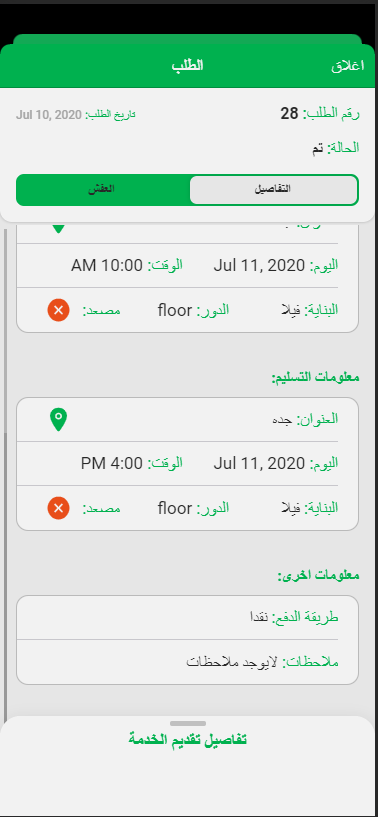 اغلاق الطلب
رقم الطلب: 28 تاريخ الطلب: Jul 10, 2020
الحالة: تم
التفاصيل العفش
اليوم: Jul 11, 2020 الوقت: 10:00 AM
البناية: فيلا الدور: floor مصعد:
معلومات التسليم:
العنوان: جده
اليوم: Jul 11, 2020 الوقت: 4:00 PM
البناية: فيلا الدور: floor مصعد:
معلومات اخرى:
طريقة الدفع: نقدا
ملاحظات: لايوجد ملاحظات
تفاصيل تقديم الخدمة